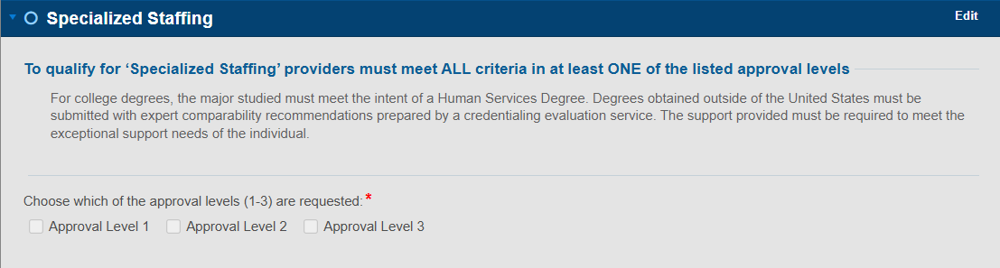 Specialized Staffing
Edit
To qualify for ‘Specialized Staffing’ providers must meet ALL criteria in at least ONE of the listed approval levels
For college degrees, the major studied must meet the intent of a Human Services Degree. Degrees obtained outside of the United States must be
submitted with expert comparability recommendations prepared by a credentialing evaluation service. The support provided must be required to meet the
exceptional support needs of the individual.
Choose which of the approval levels (1-3) are requested:*
Approval Level 1 Approval Level 2 Approval Level 3